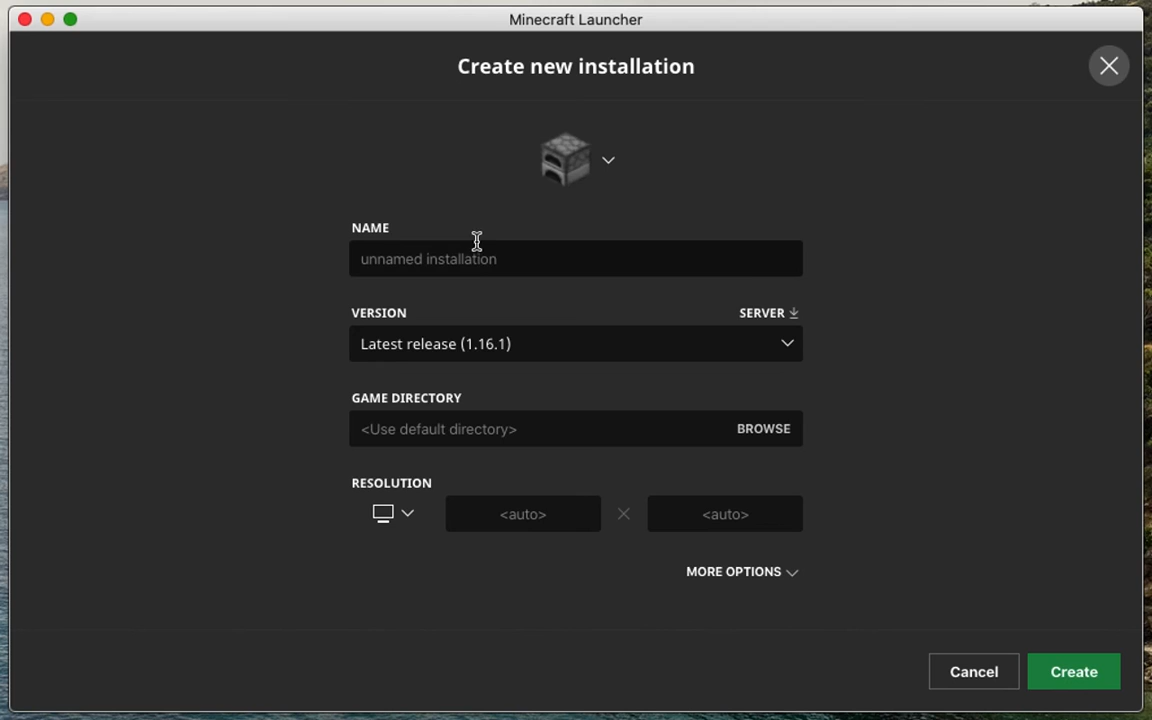 Minecraft Launcher
Create new installation
NAME
unnamed installation
VERSION
SERVER
Latest release (1.16.1)
GAME DIRECTORY
<Use default directory>
BROWSE
RESOLUTION
<auto>
<auto>
MORE OPTIONS
Cancel
Create